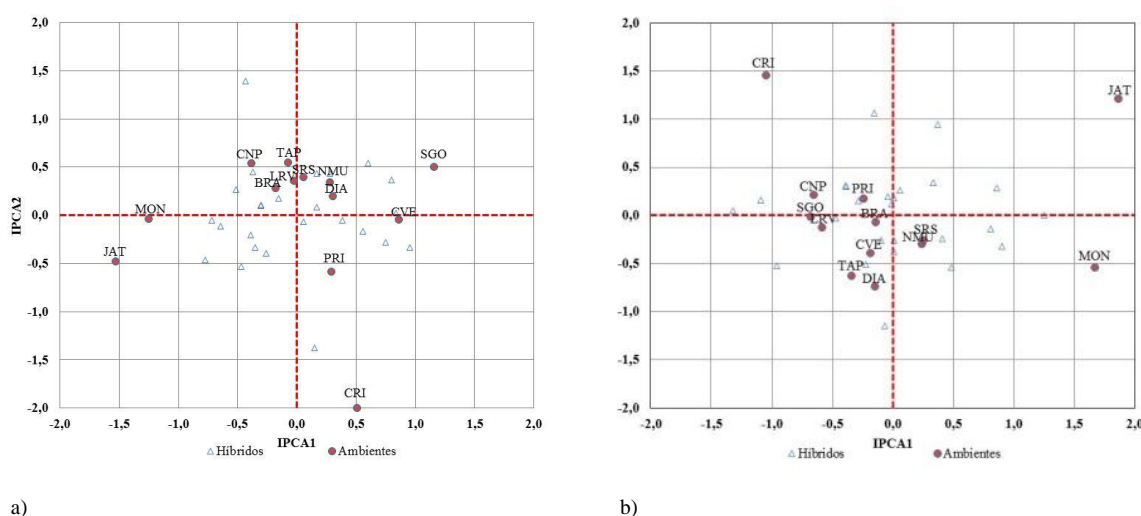 2,0
1,5
CNP TAP
0,5
SRS NMU
SGO
LRV
BRA
DIA
IPCA2
0,0
MON
CVE
-0,5
JAT
PRI
1,0
-1,0
-1,5
CRI
-2,0
-2,0 -1,5 -1,0 -0,5 0,0 0,5 1,0 1,5 2,0
IPCA1
Híbridos Ambientes
a)
2,0
1,5
CRI
JAT
1,0
0,5
CNP
PRI
0,0
SGO
BRA
LRV
SRS
NMU
CVE
-0,5
TAP
MON
DIA
-1,0
-1,5
-2,0
-2,0 -1,5 -1,0 -0,5 0,0 0,5 1,0 1,5 2,0
IPCA1
Híbridos Ambientes
b)